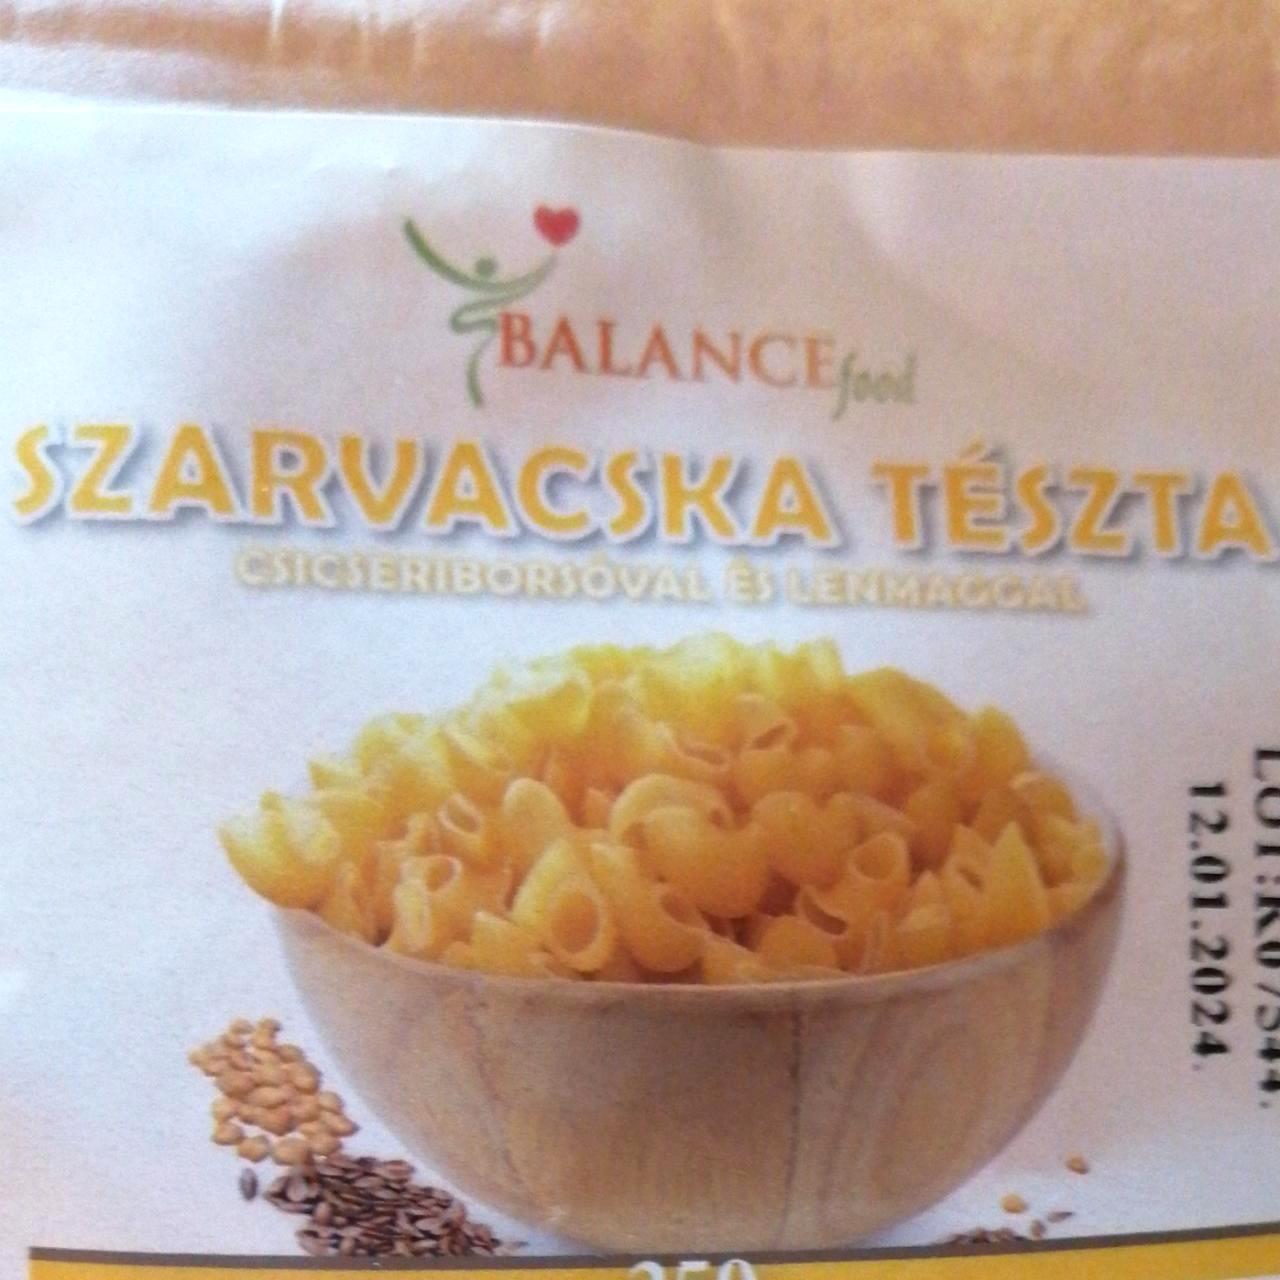 BALANCE food
SZARVACSKA TÉSZTA
CSICSERIBORSÓVAL ÉS LENMAGGAL
12.01.2024.